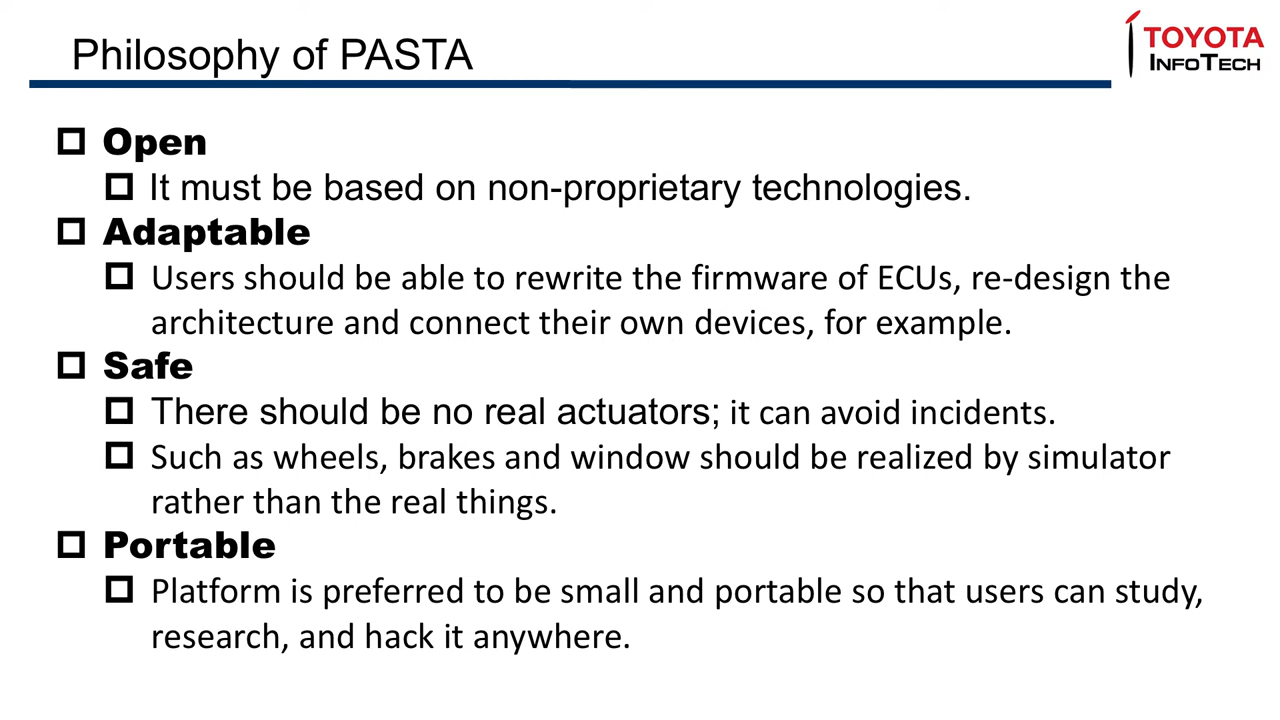 Philosophy of PASTA
TOYOTA
INFOTECH
Open
It must be based on non-proprietary technologies.
Adaptable
Users should be able to rewrite the firmware of ECUs, re-design the
architecture and connect their own devices, for example.
Safe
There should be no real actuators; it can avoid incidents.
Such as wheels, brakes and window should be realized by simulator
rather than the real things.
Portable
Platform is preferred to be small and portable so that users can study,
research, and hack it anywhere.